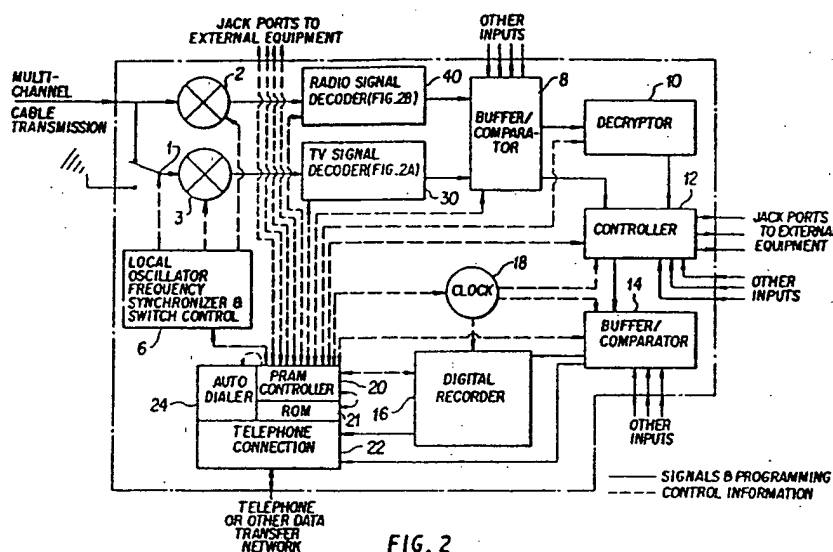 JACK PORTS TO
EXTERNAL EQUIPMENT
OTHER
INPUTS
MULTI-
CHANNEL
CABLE
TRANSMISSION
2
RADIO SIGNAL
DECODER(FIG.2B)
40
8
BUFFER/
COMPARA-
TOR
10
DECRYPTOR
1
3
TV SIGNAL
DECODER(FIG.2A)
30
12
CONTROLLER
JACK PORTS
TO EXTERNAL
EQUIPMENT
LOCAL
OSCILLATOR
FREQUENCY
SYNCHRONIZER &
SWITCH CONTROL
6
18
CLOCK
OTHER
INPUTS
14
BUFFER/
COMPARATOR
24
AUTO
DIALER
PRAM
CONTROLLER
20
ROM
21
TELEPHONE
CONNECTION
22
16
DIGITAL
RECORDER
OTHER
INPUTS
SIGNALS & PROGRAMMING
CONTROL INFORMATION
TELEPHONE
OR OTHER DATA
TRANSFER
NETWORK
FIG. 2